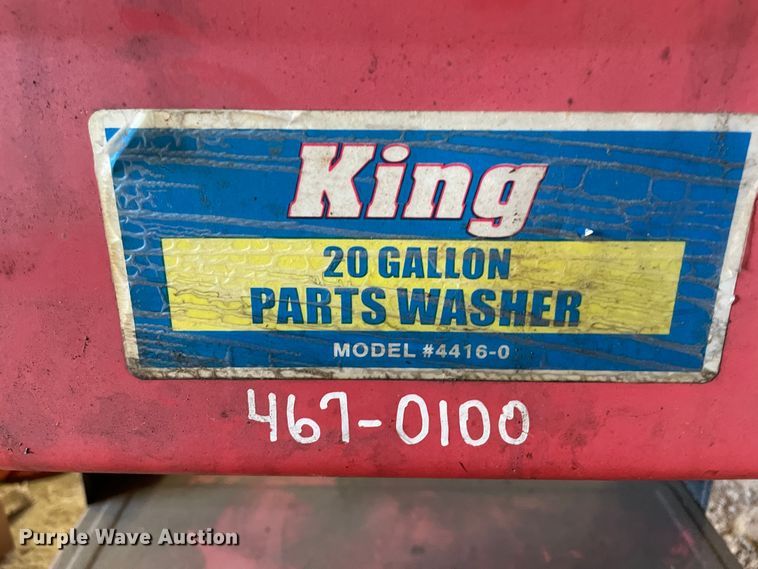 King
20 GALLON
PARTS WASHER
MODEL #4416-0
467-0100
Purple Wave Auction